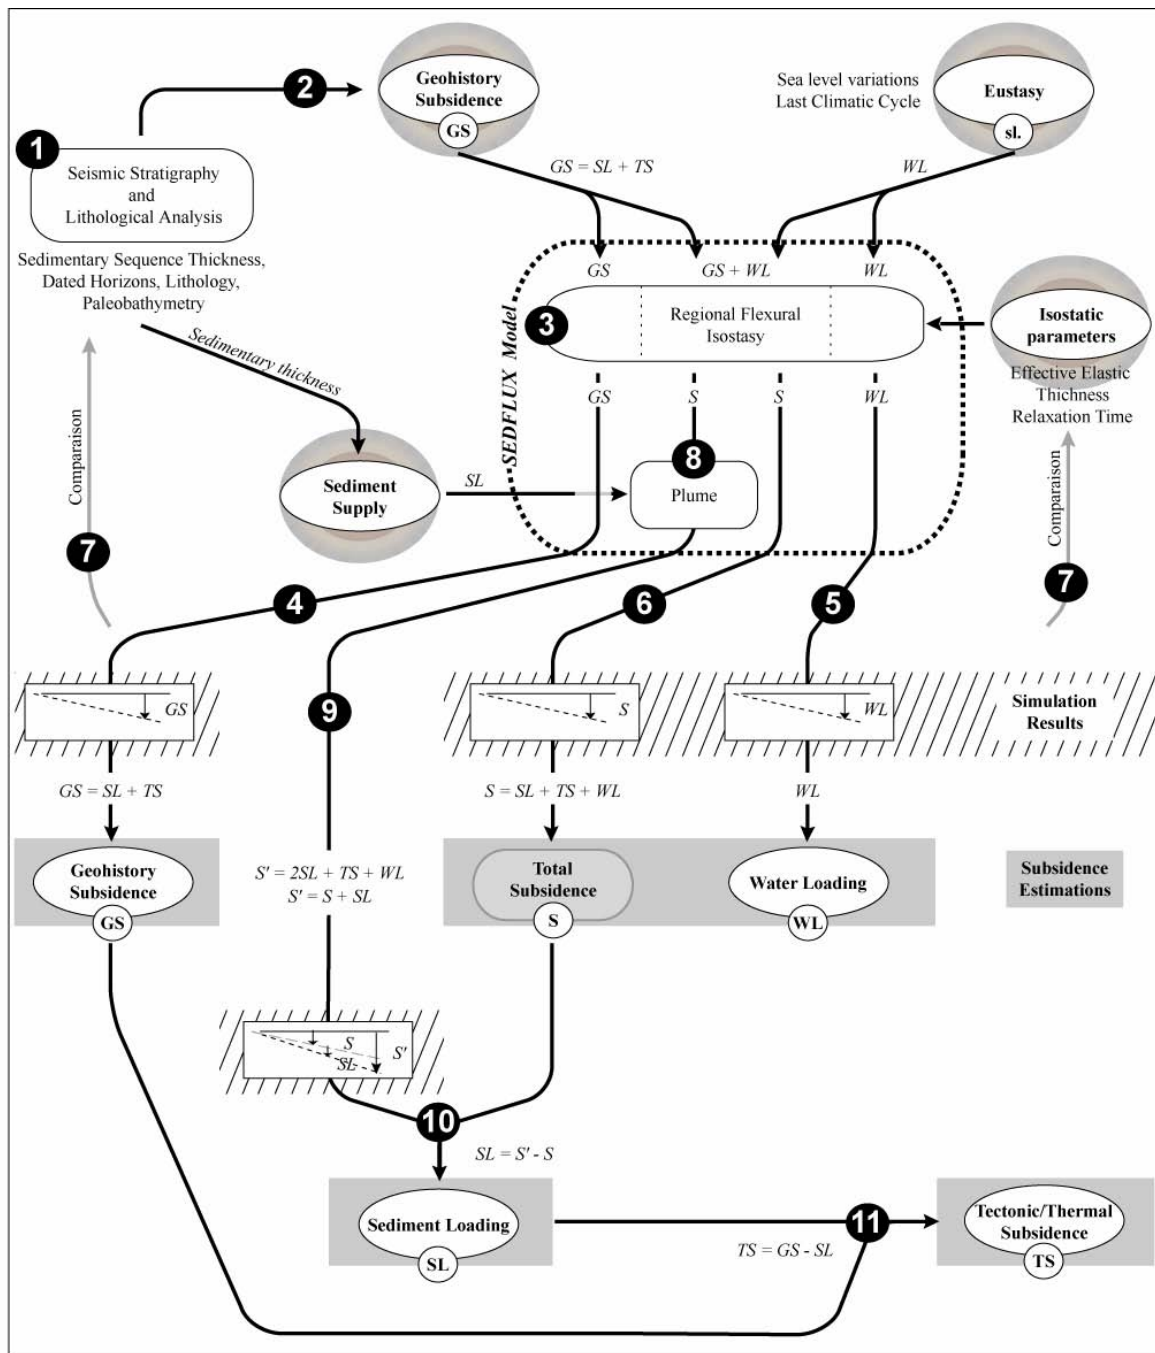 2
Geohistory
Subsidence
GS
Sea level variations
Last Climatic Cycle
Eustasy
sl.
1
Seismic Stratigraphy
and
Lithological Analysis
GS = SL + TS
WL
Sedimentary Sequence Thickness,
Dated Horizons, Lithology,
Paleobathymetry
GS
GS + WL
WL
SEDFLUX Model
3
Regional Flexural
Isostasy
Isostatic
parameters
Effective Elastic
Thichness
Relaxation Time
Sedimentary thickness
GS
S
S
WL
Comparaison
7
Sediment
Supply
SL
8
Plume
Comparaison
7
4
6
5
9
GS
S
WL
Simulation
Results
GS = SL + TS
S = SL + TS + WL
WL
Geohistory
Subsidence
GS
S' = 2SL + TS + WL
S' = S + SL
Total
Subsidence
S
Water Loading
WL
Subsidence
Estimations
S
SL
S'
10
SL = S' - S
Sediment Loading
SL
11
TS = GS - SL
Tectonic/Thermal
Subsidence
TS